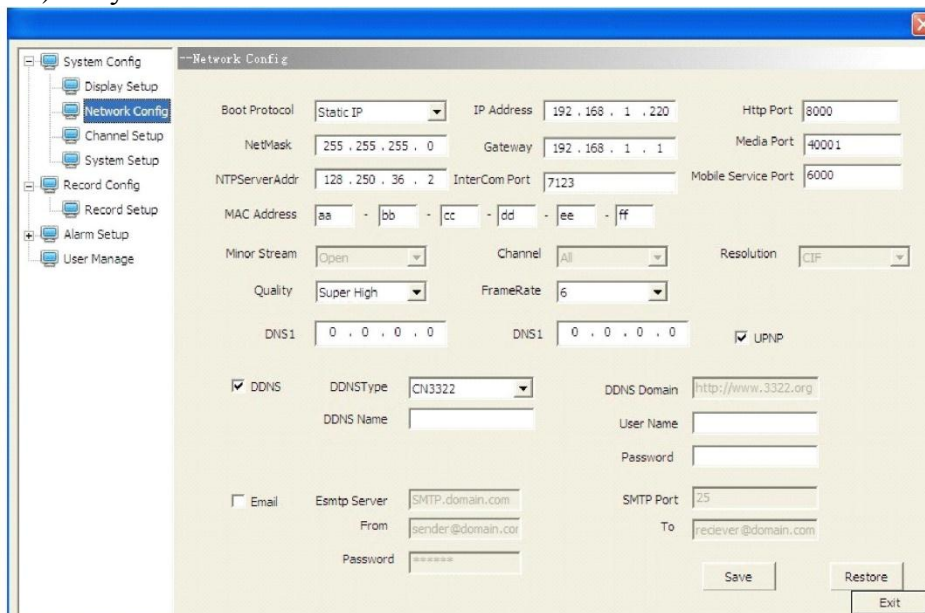 --Network Config
System Config
Display Setup
Network Config
Channel Setup
System Setup
Record Config
Record Setup
Alarm Setup
User Manage
Boot Protocol Static IP IP Address 192 . 168 . 1 . 220 Http Port 8000
NetMask 255 . 255 . 255 . 0 Gateway 192 . 168 . 1 . 1 Media Port 40001
NTPServerAddr 128 . 250 . 36 . 2 InterCom Port 7123 Mobile Service Port 6000
MAC Address aa - bb - cc - dd - ee - ff
Minor Stream Open Channel All Resolution CIF
Quality Super High FrameRate 6
DNS1 0 . 0 . 0 . 0 DNS1 0 . 0 . 0 . 0 UPNP
DDNS DDNSType CN3322 DDNS Domain http://www.3322.org
DDNS Name User Name
Password
Email Esmtp Server SMTP.domain.com SMTP Port 25
From sender@domain.cor To reciever@domain.com
Password ******
Save Restore
Exit